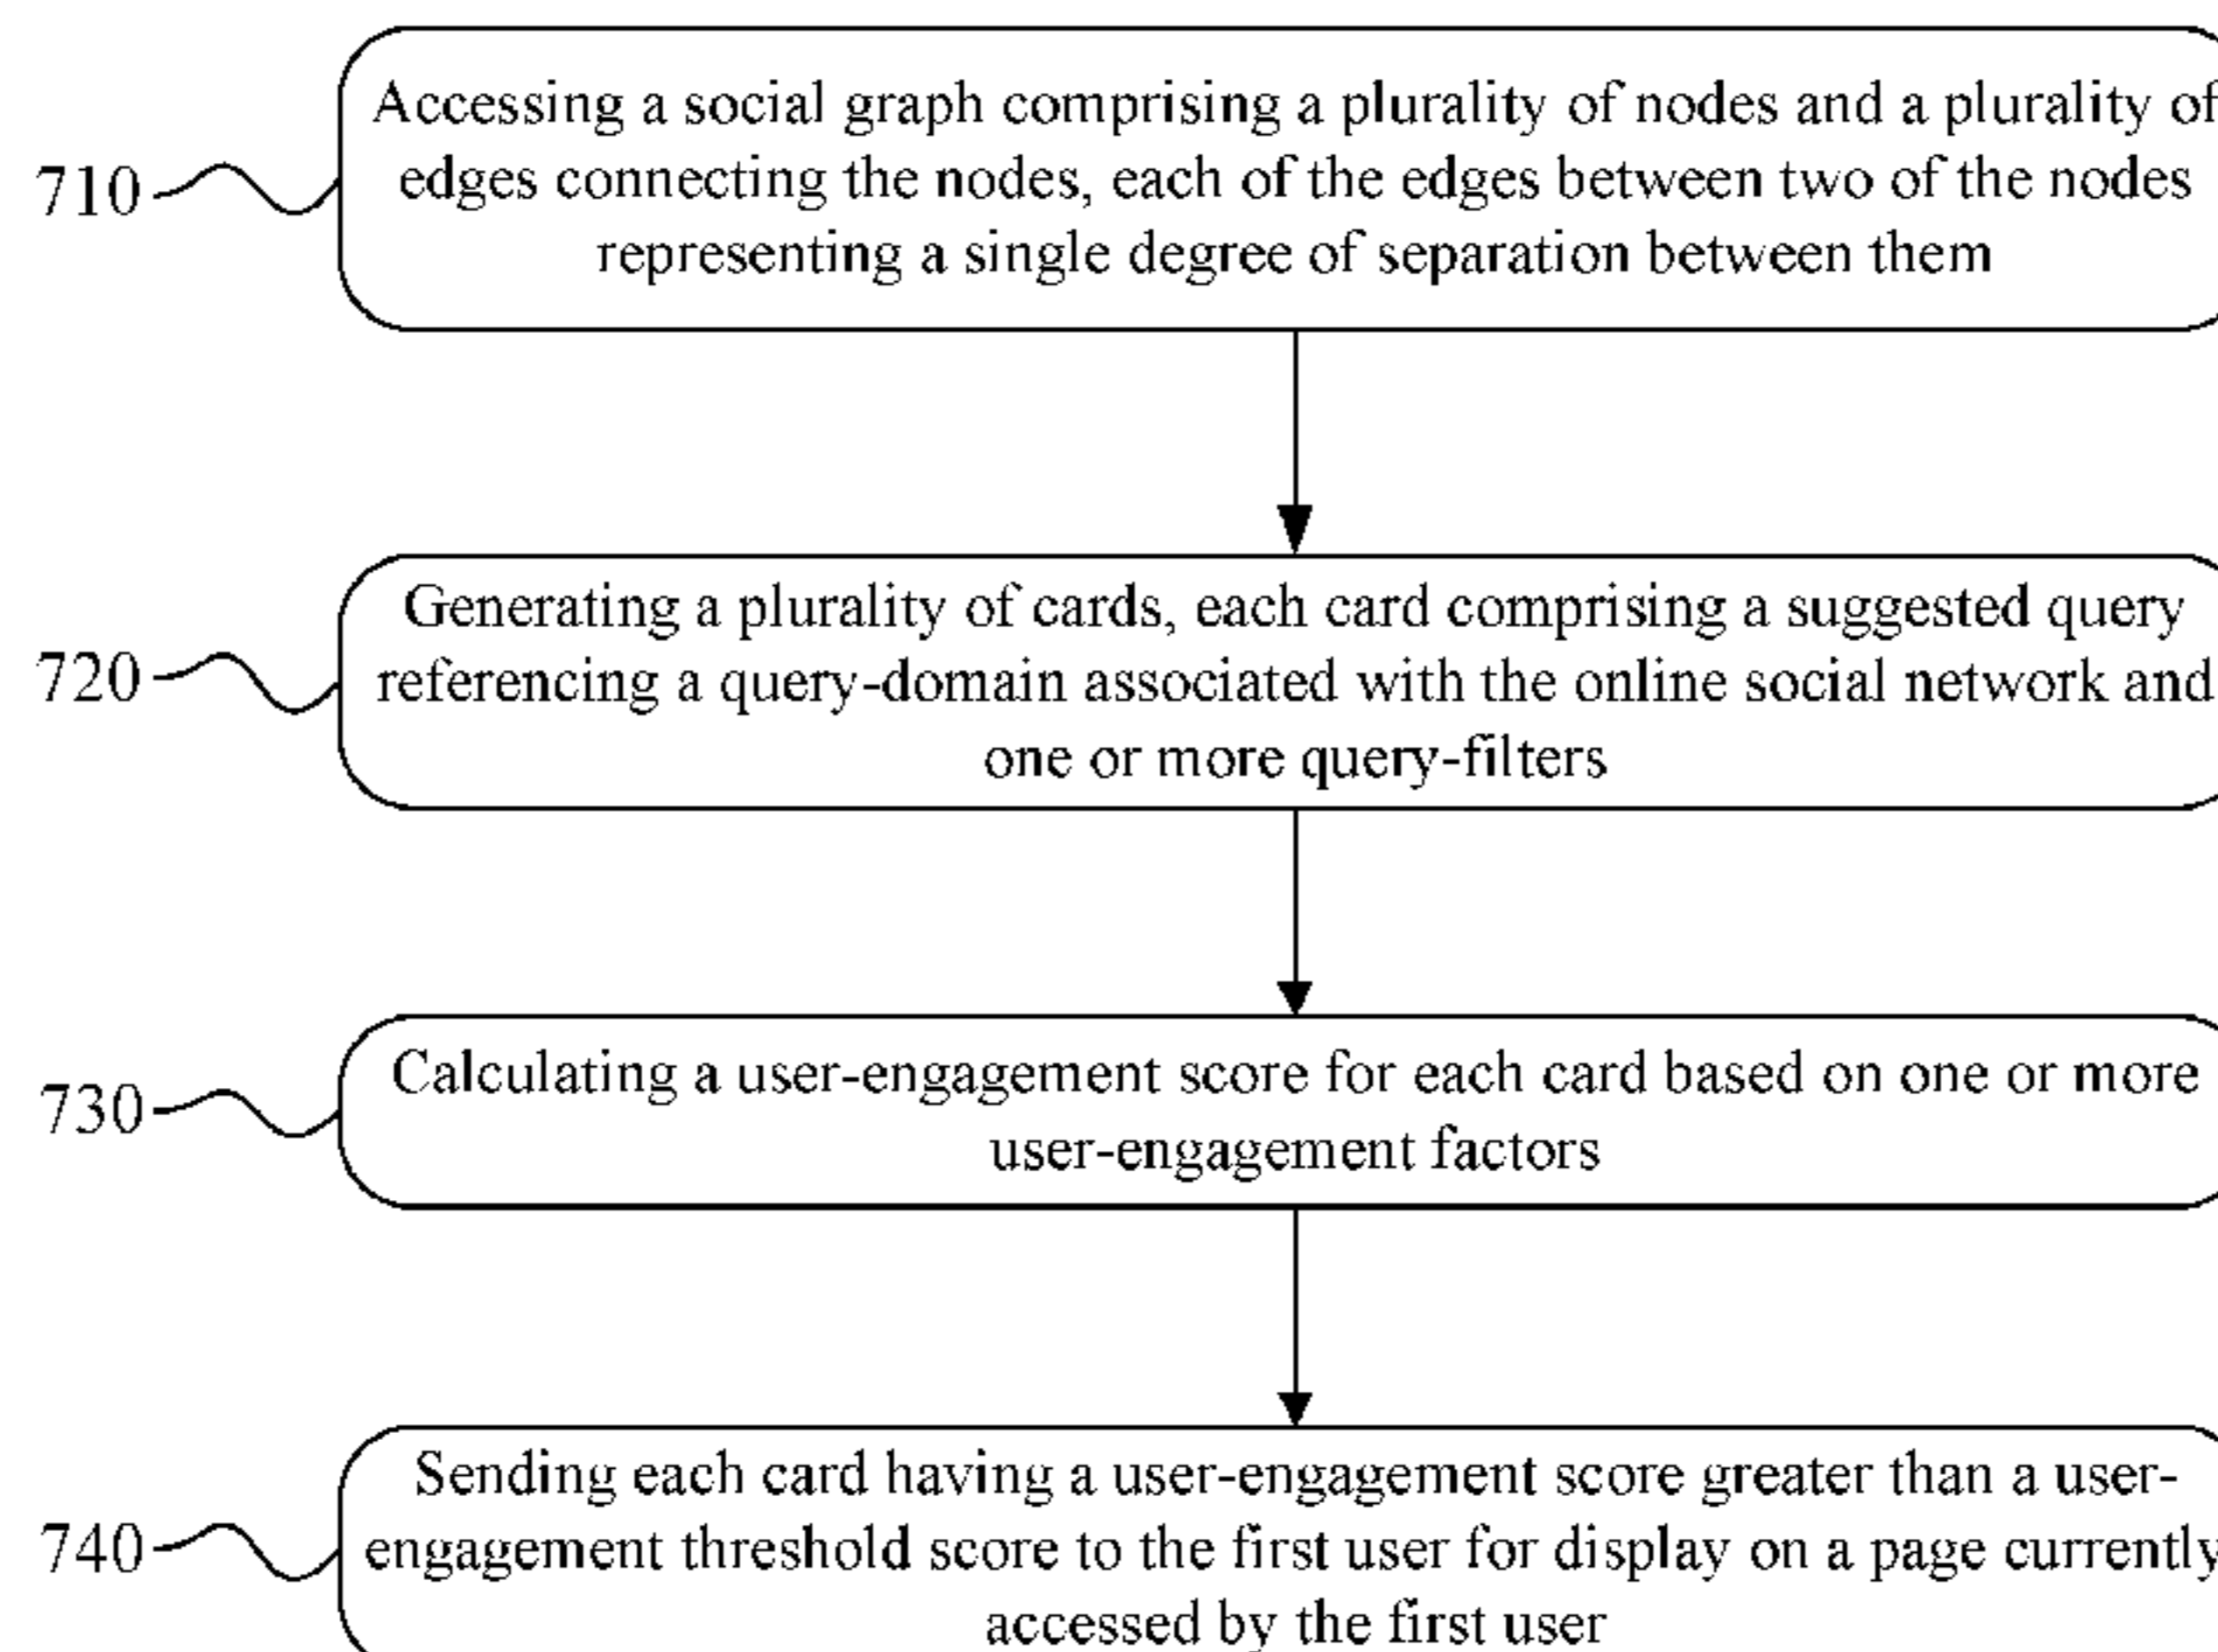 Accessing a social graph comprising a plurality of nodes and a plurality of
710
edges connecting the nodes, each of the edges between two of the nodes
representing a single degree of separation between them
Generating a plurality of cards, each card comprising a suggested query
720
referencing a query-domain associated with the online social network and
one or more query-filters
Calculating a user-engagement score for each card based on one or more
730
user-engagement factors
Sending each card having a user-engagement score greater than a user-
740
engagement threshold score to the first user for display on a page currently
accessed by the first user